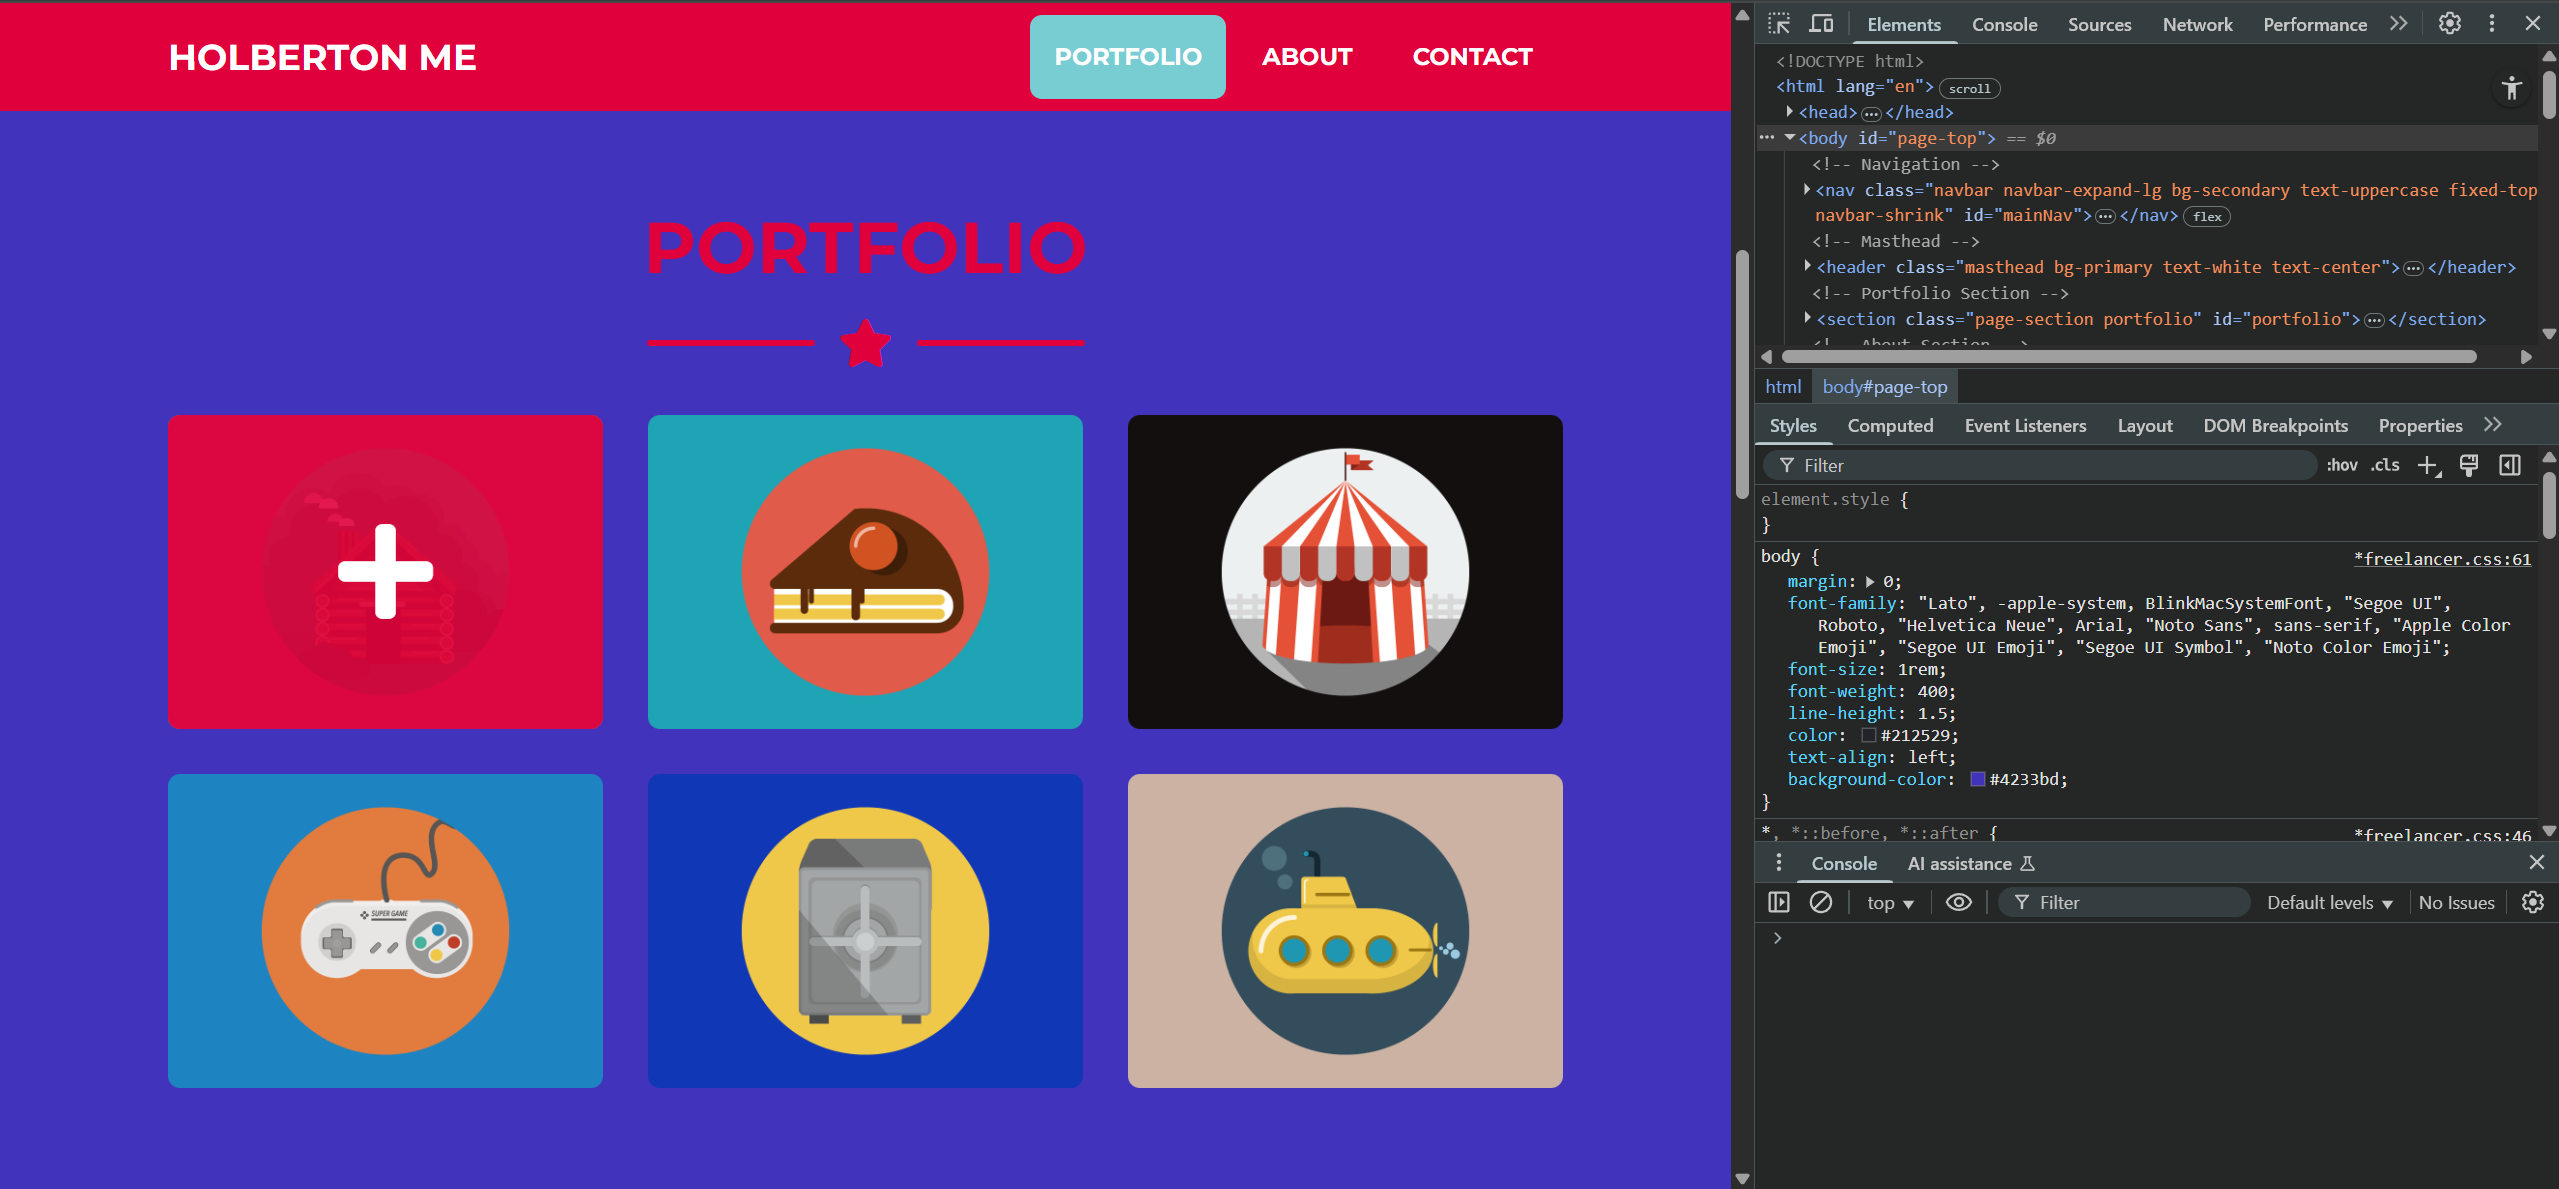 HOLBERTON ME
PORTFOLIO
ABOUT
CONTACT
PORTFOLIO
SUPER GAME
Elements
Console
Sources
Network
Performance
<!DOCTYPE html>
<html lang="en">
scroll
<head>
</head>
<body id="page-top"> == $0
<!-- Navigation -->
<nav class="navbar navbar-expand-lg bg-secondary text-uppercase fixed-top
navbar-shrink" id="mainNav">
</nav>
flex
<!-- Masthead -->
<header class="masthead bg-primary text-white text-center">
</header>
<!-- Portfolio Section -->
<section class="page-section portfolio" id="portfolio">
</section>
<!-- About Section -->
html
body#page-top
Styles
Computed
Event Listeners
Layout
DOM Breakpoints
Properties
Filter
:hov
.cls
element.style {
}
body {
*freelancer.css:61
margin: 0;
font-family: "Lato", -apple-system, BlinkMacSystemFont, "Segoe UI",
Roboto, "Helvetica Neue", Arial, "Noto Sans", sans-serif, "Apple Color
Emoji", "Segoe UI Emoji", "Segoe UI Symbol", "Noto Color Emoji";
font-size: 1rem;
font-weight: 400;
line-height: 1.5;
color: #212529;
text-align: left;
background-color: #4233bd;
}
*, *::before, *::after {
*freelancer.css:46
Console
AI assistance
top
Filter
Default levels
No Issues